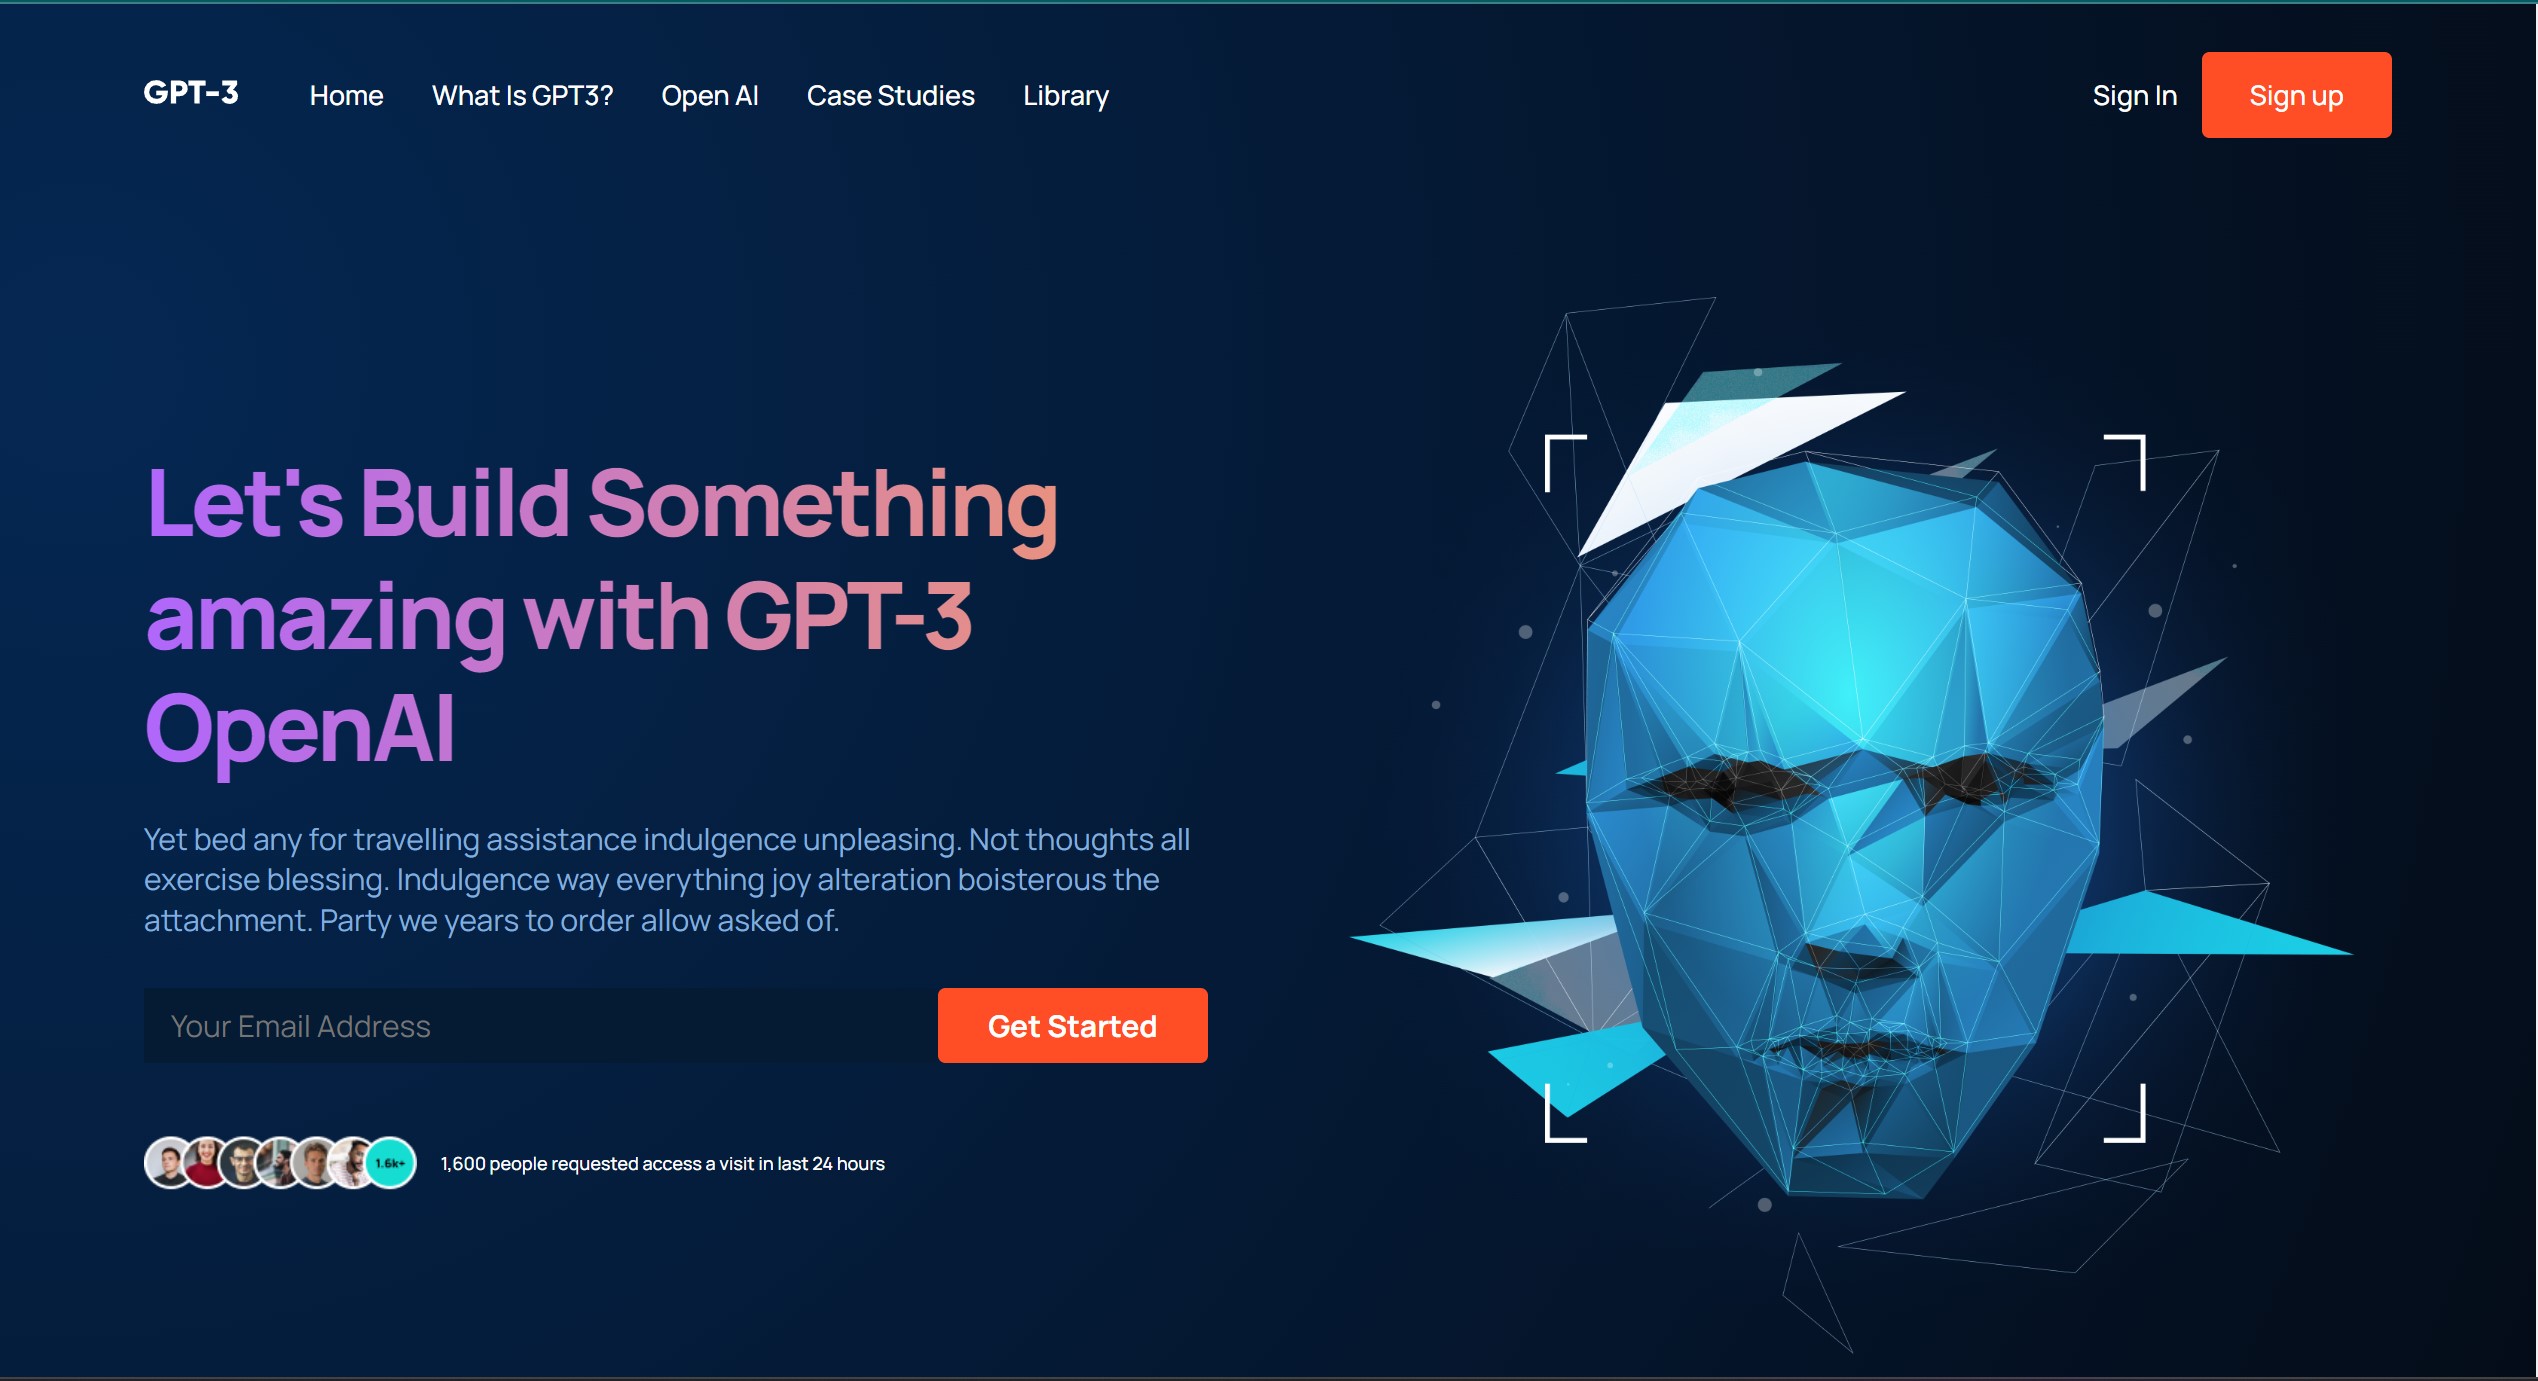 GPT-3
Home What Is GPT3? Open AI Case Studies Library
Sign In Sign up
Let's Build Something
amazing with GPT-3
OpenAI
Yet bed any for travelling assistance indulgence unpleasing. Not thoughts all
exercise blessing. Indulgence way everything joy alteration boisterous the
attachment. Party we years to order allow asked of.
Your Email Address
Get Started
1.6k+
1,600 people requested access a visit in last 24 hours